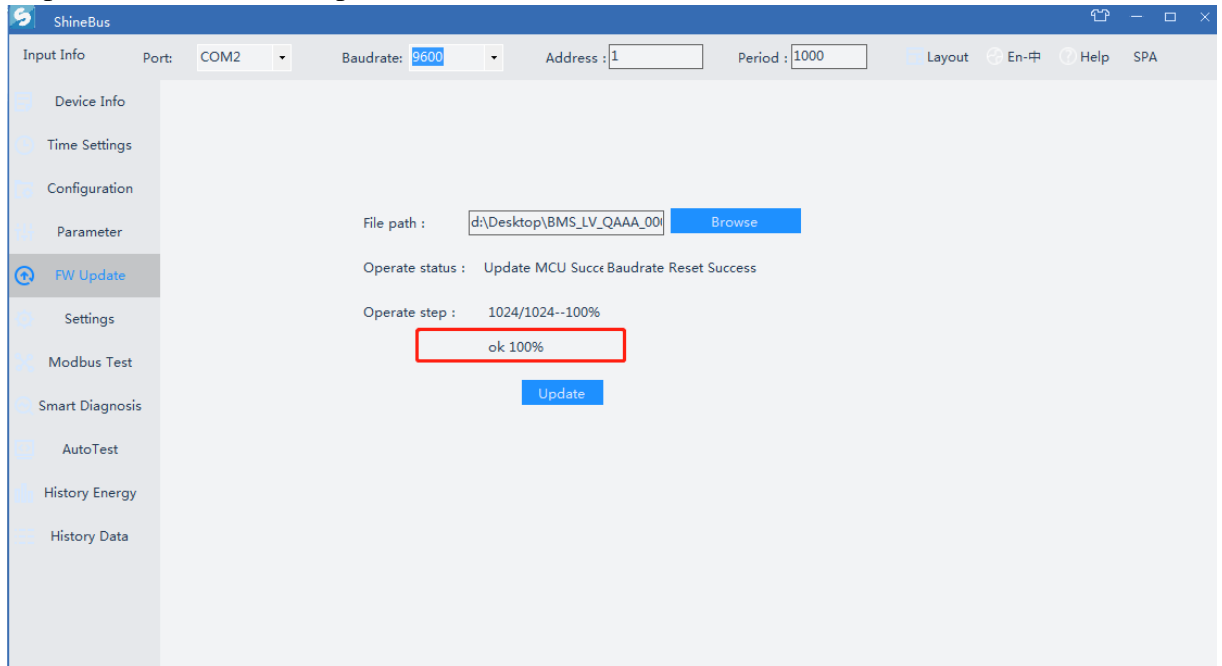 ShineBus
Input Info Port: COM2 Baudrate: 9600 Address : 1 Period : 1000 Layout En-中 Help SPA
Device Info
Time Settings
Configuration
Parameter
File path : d:\Desktop\BMS_LV_QAAA_00 Browse
FW Update
Operate status : Update MCU Succe Baudrate Reset Success
Settings
Operate step : 1024/1024--100%
ok 100%
Modbus Test
Update
Smart Diagnosis
AutoTest
History Energy
History Data